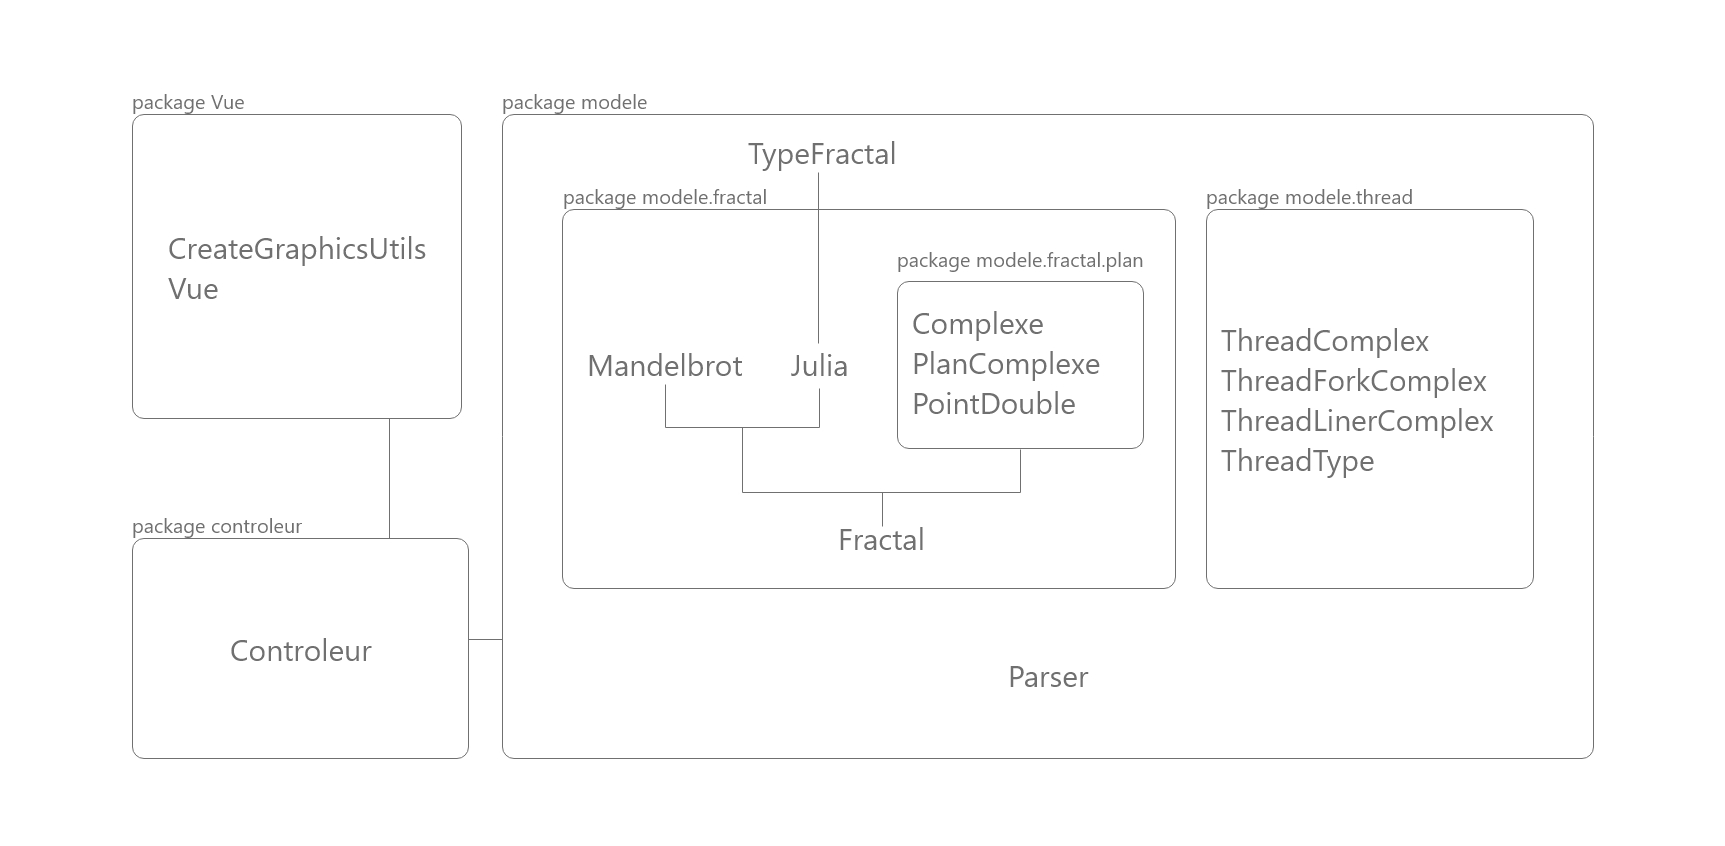 package Vue
CreateGraphicsUtils
Vue
package controleur
Controleur
package modele
TypeFractal
package modele.fractal
Mandelbrot
Julia
package modele.fractal.plan
Complexe
PlanComplexe
PointDouble
Fractal
package modele.thread
ThreadComplex
ThreadForkComplex
ThreadLinerComplex
ThreadType
Parser